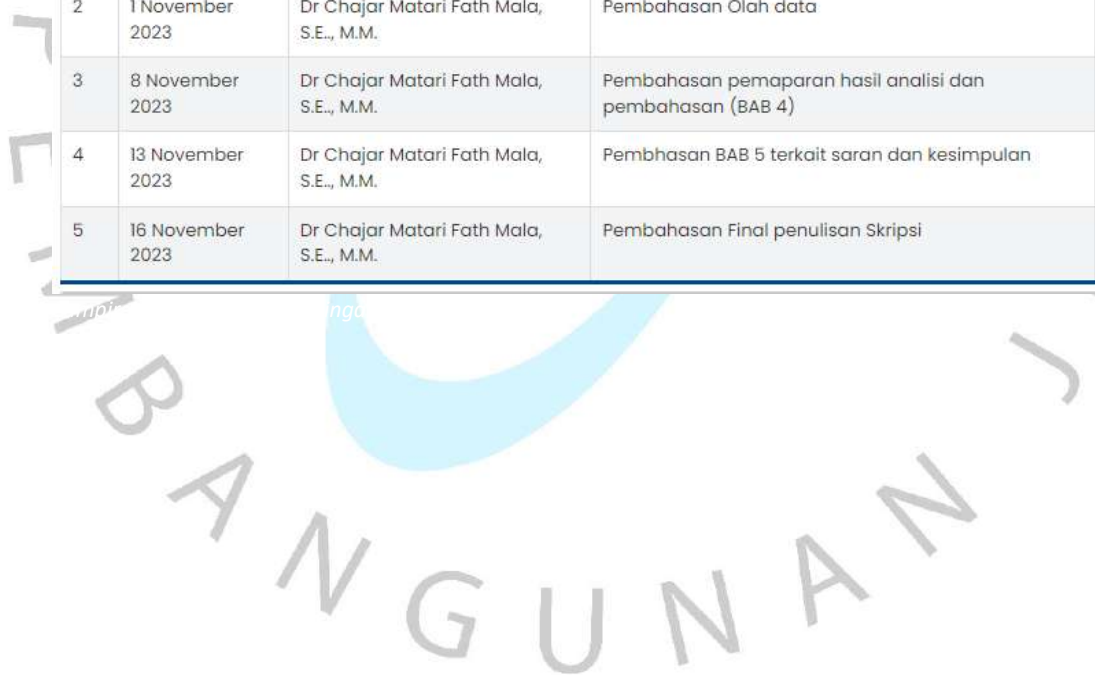 2 1 November Dr Chajar Matari Fath Mala, Pembahasan Olah data
2023 S.E.., M.M.
3 8 November Dr Chajar Matari Fath Mala, Pembahasan pemaparan hasil analisi dan
2023 S.E.., M.M. pembahasan (BAB 4)
4 13 November Dr Chajar Matari Fath Mala, Pembhasan BAB 5 terkait saran dan kesimpulan
2023 S.E.., M.M.
5 16 November Dr Chajar Matari Fath Mala, Pembahasan Final penulisan Skripsi
2023 S.E.., M.M.
BANGUNAN J